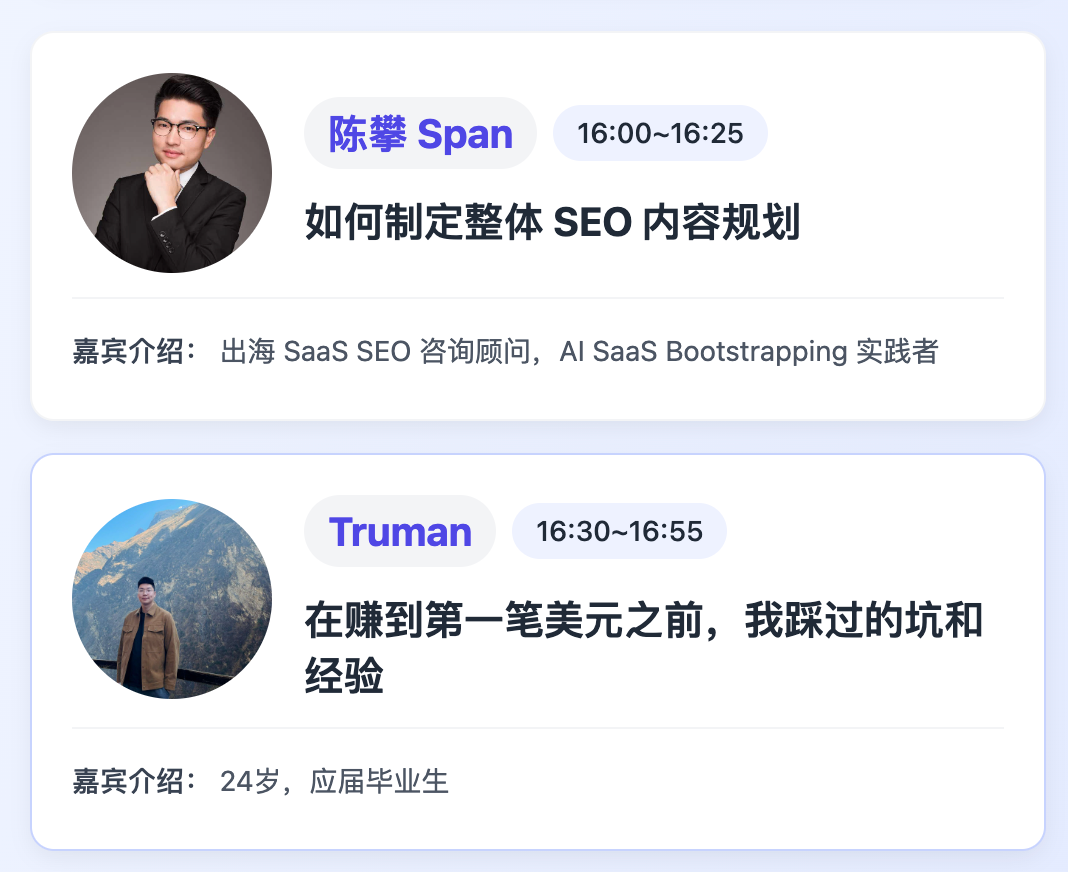 陈攀 Span
16:00~16:25
如何制定整体 SEO 内容规划
嘉宾介绍： 出海 SaaS SEO 咨询顾问，AI SaaS Bootstrapping 实践者
Truman
16:30~16:55
在赚到第一笔美元之前，我踩过的坑和
经验
嘉宾介绍： 24岁，应届毕业生